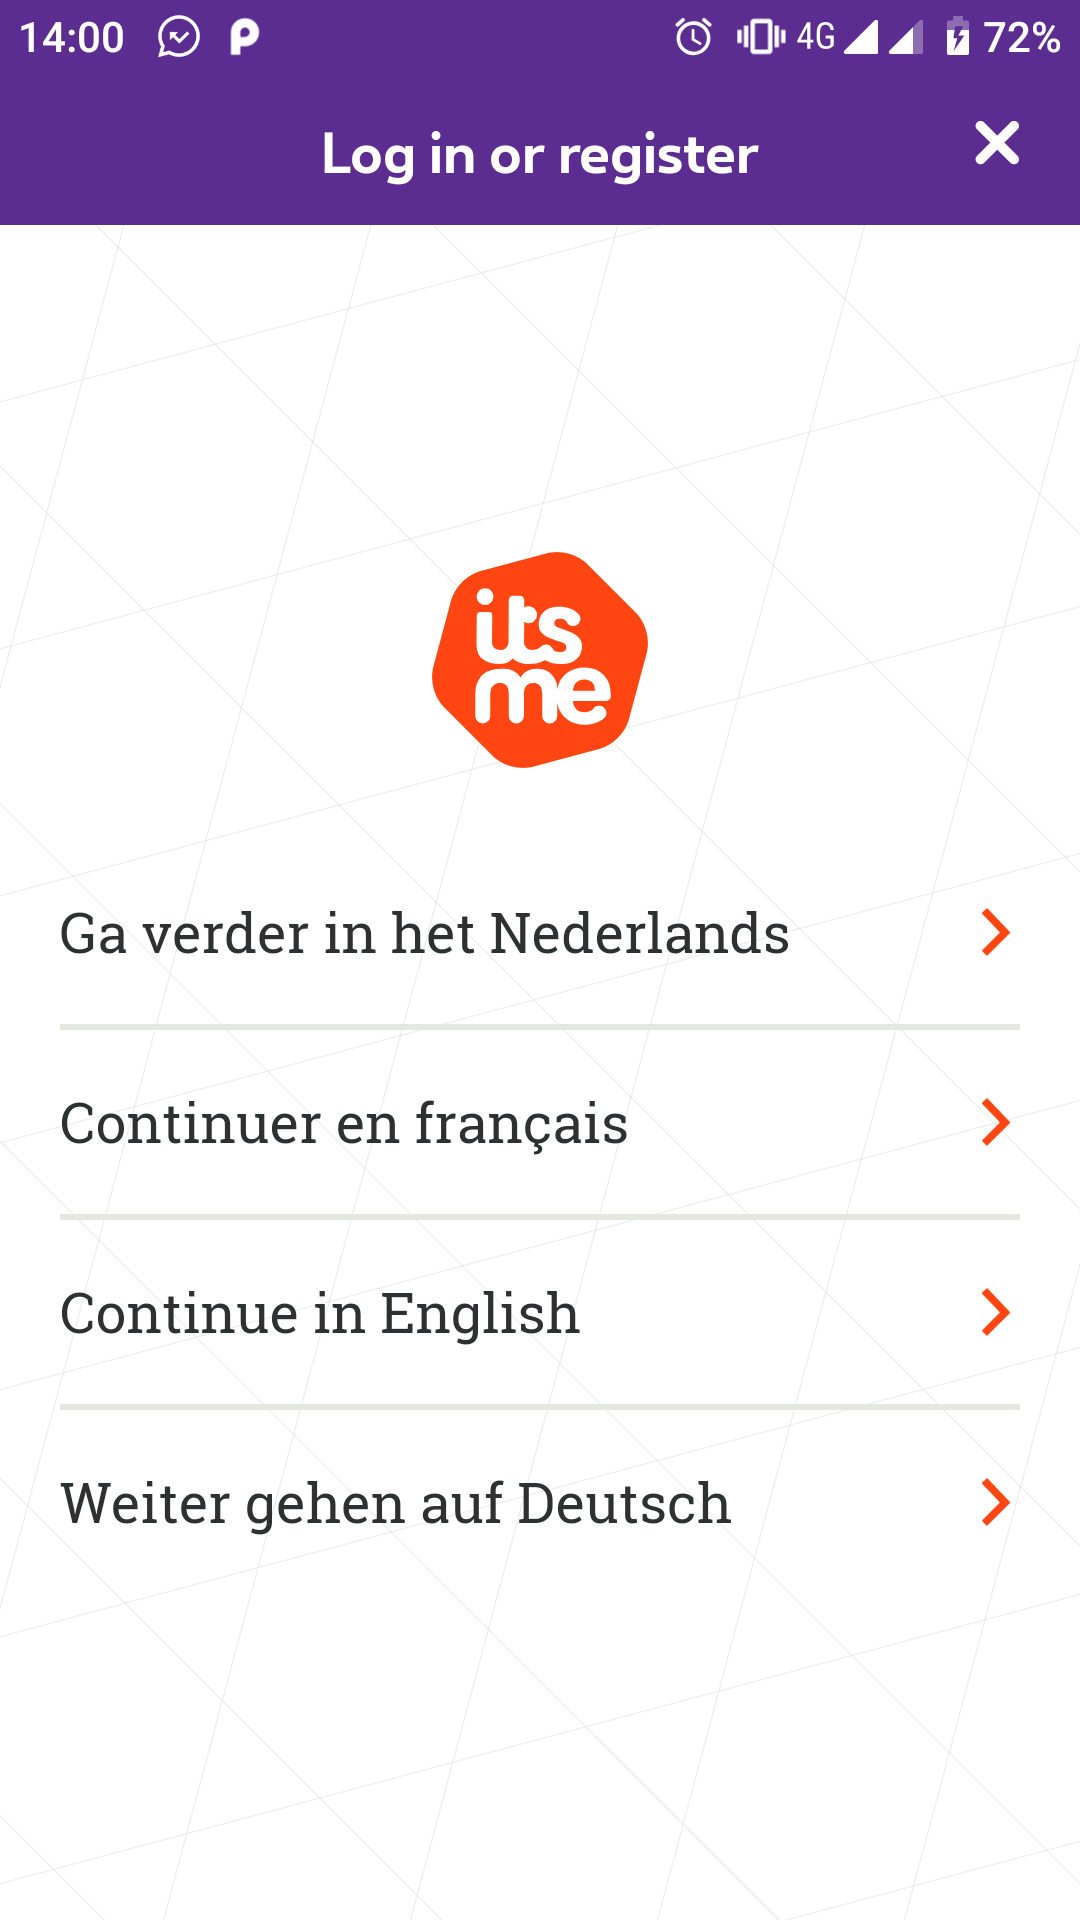 14:00
4G
72%
Log in or register
its
me
Ga verder in het Nederlands
Continuer en français
Continue in English
Weiter gehen auf Deutsch